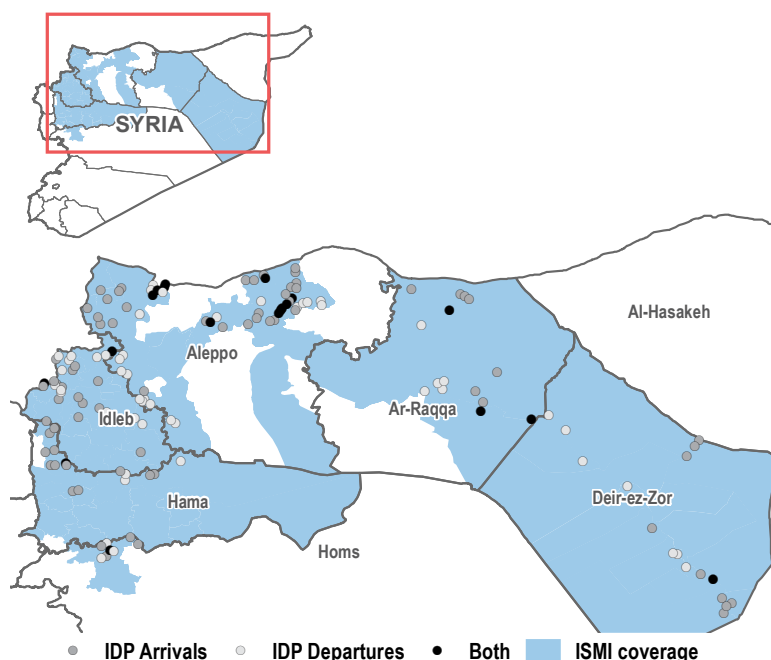 SYRIA
Al-Hasakeh
Aleppo
Ar-Raqqa
Idleb
Deir-ez-Zor
Hama
Homs
IDP Arrivals IDP Departures Both ISMI coverage